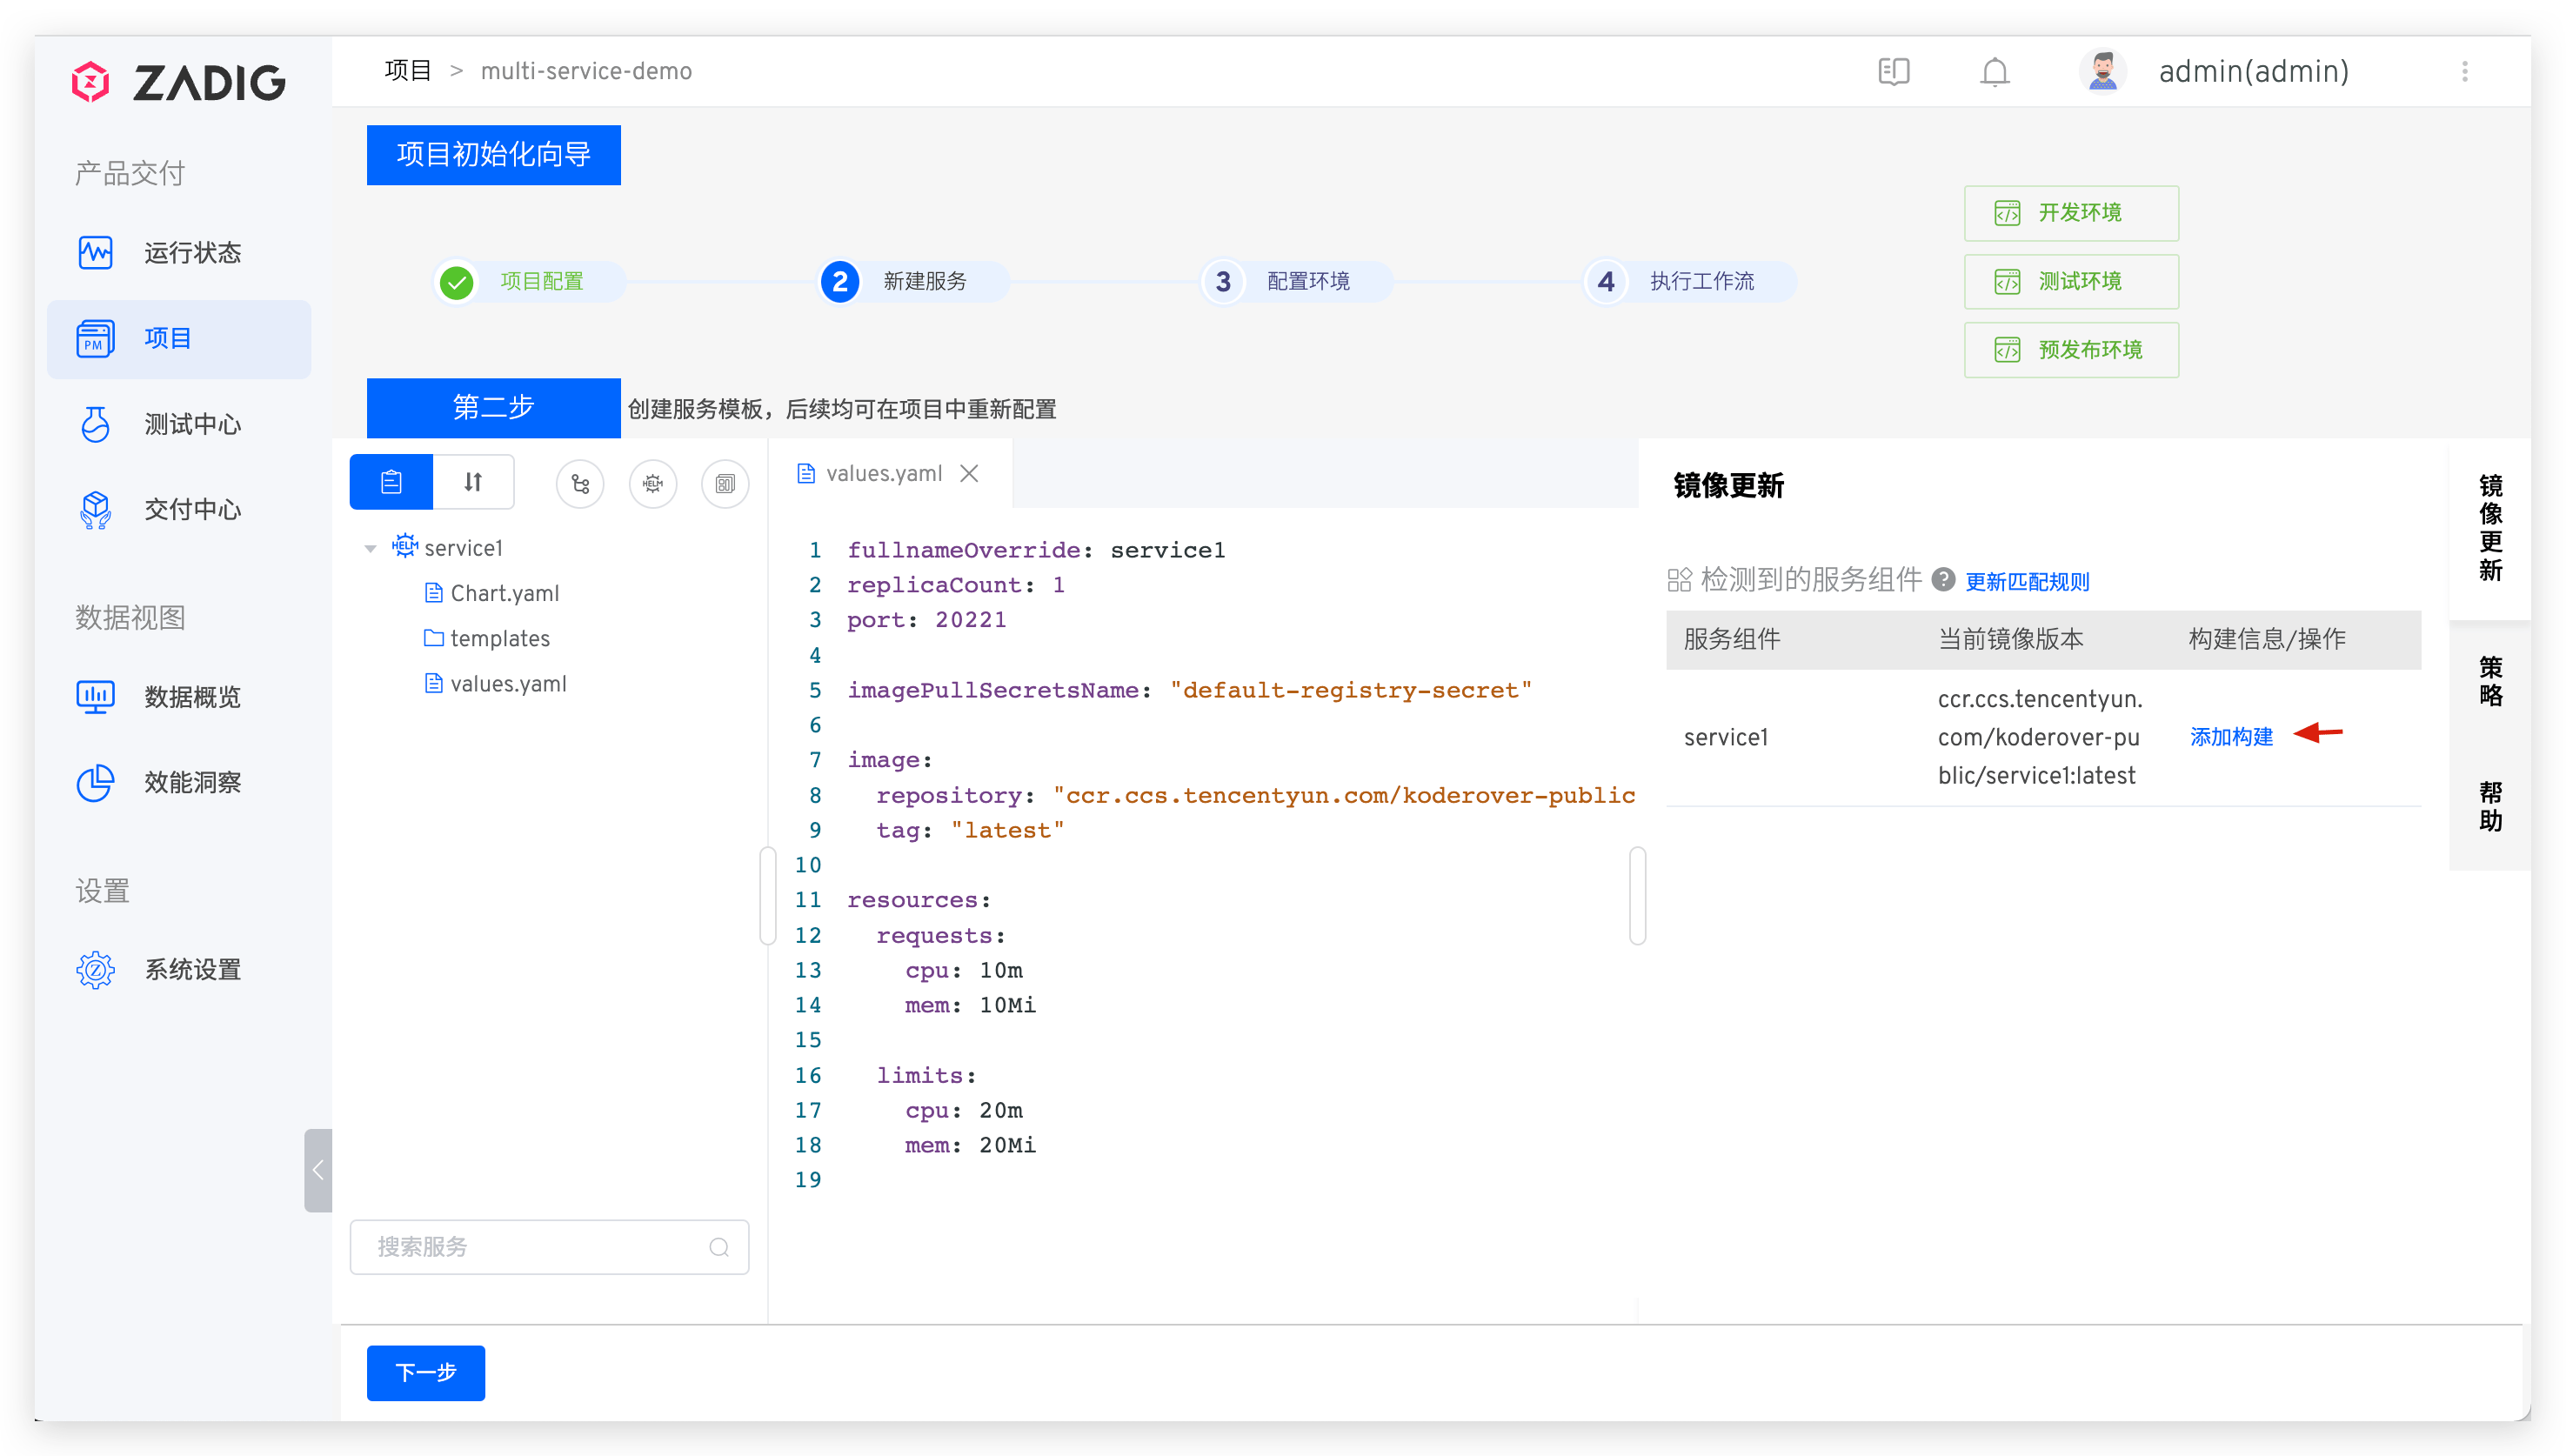 ZADIG
项目 > multi-service-demo
admin(admin)
产品交付
运行状态
PM
项目
测试中心
交付中心
数据视图
数据概览
效能洞察
设置
系统设置
项目初始化向导
项目配置
2 新建服务
3 配置环境
4 执行工作流
开发环境
测试环境
预发布环境
第二步 创建服务模板，后续均可在项目中重新配置
HELM
HELM service1
Chart.yaml
templates
values.yaml
搜索服务
values.yaml
1 fullnameOverride: service1
2 replicaCount: 1
3 port: 20221
4
5 imagePullSecretsName: "default-registry-secret"
6
7 image:
8 repository: "ccr.ccs.tencentyun.com/koderover-public
9 tag: "latest"
10
11 resources:
12 requests:
13 cpu: 10m
14 mem: 10Mi
15
16 limits:
17 cpu: 20m
18 mem: 20Mi
19
镜像更新
检测到的服务组件 ? 更新匹配规则
服务组件 当前镜像版本 构建信息/操作
service1
ccr.ccs.tencentyun.
com/koderover-pu
blic/service1:latest
添加构建
镜像更新
策略
帮助
下一步